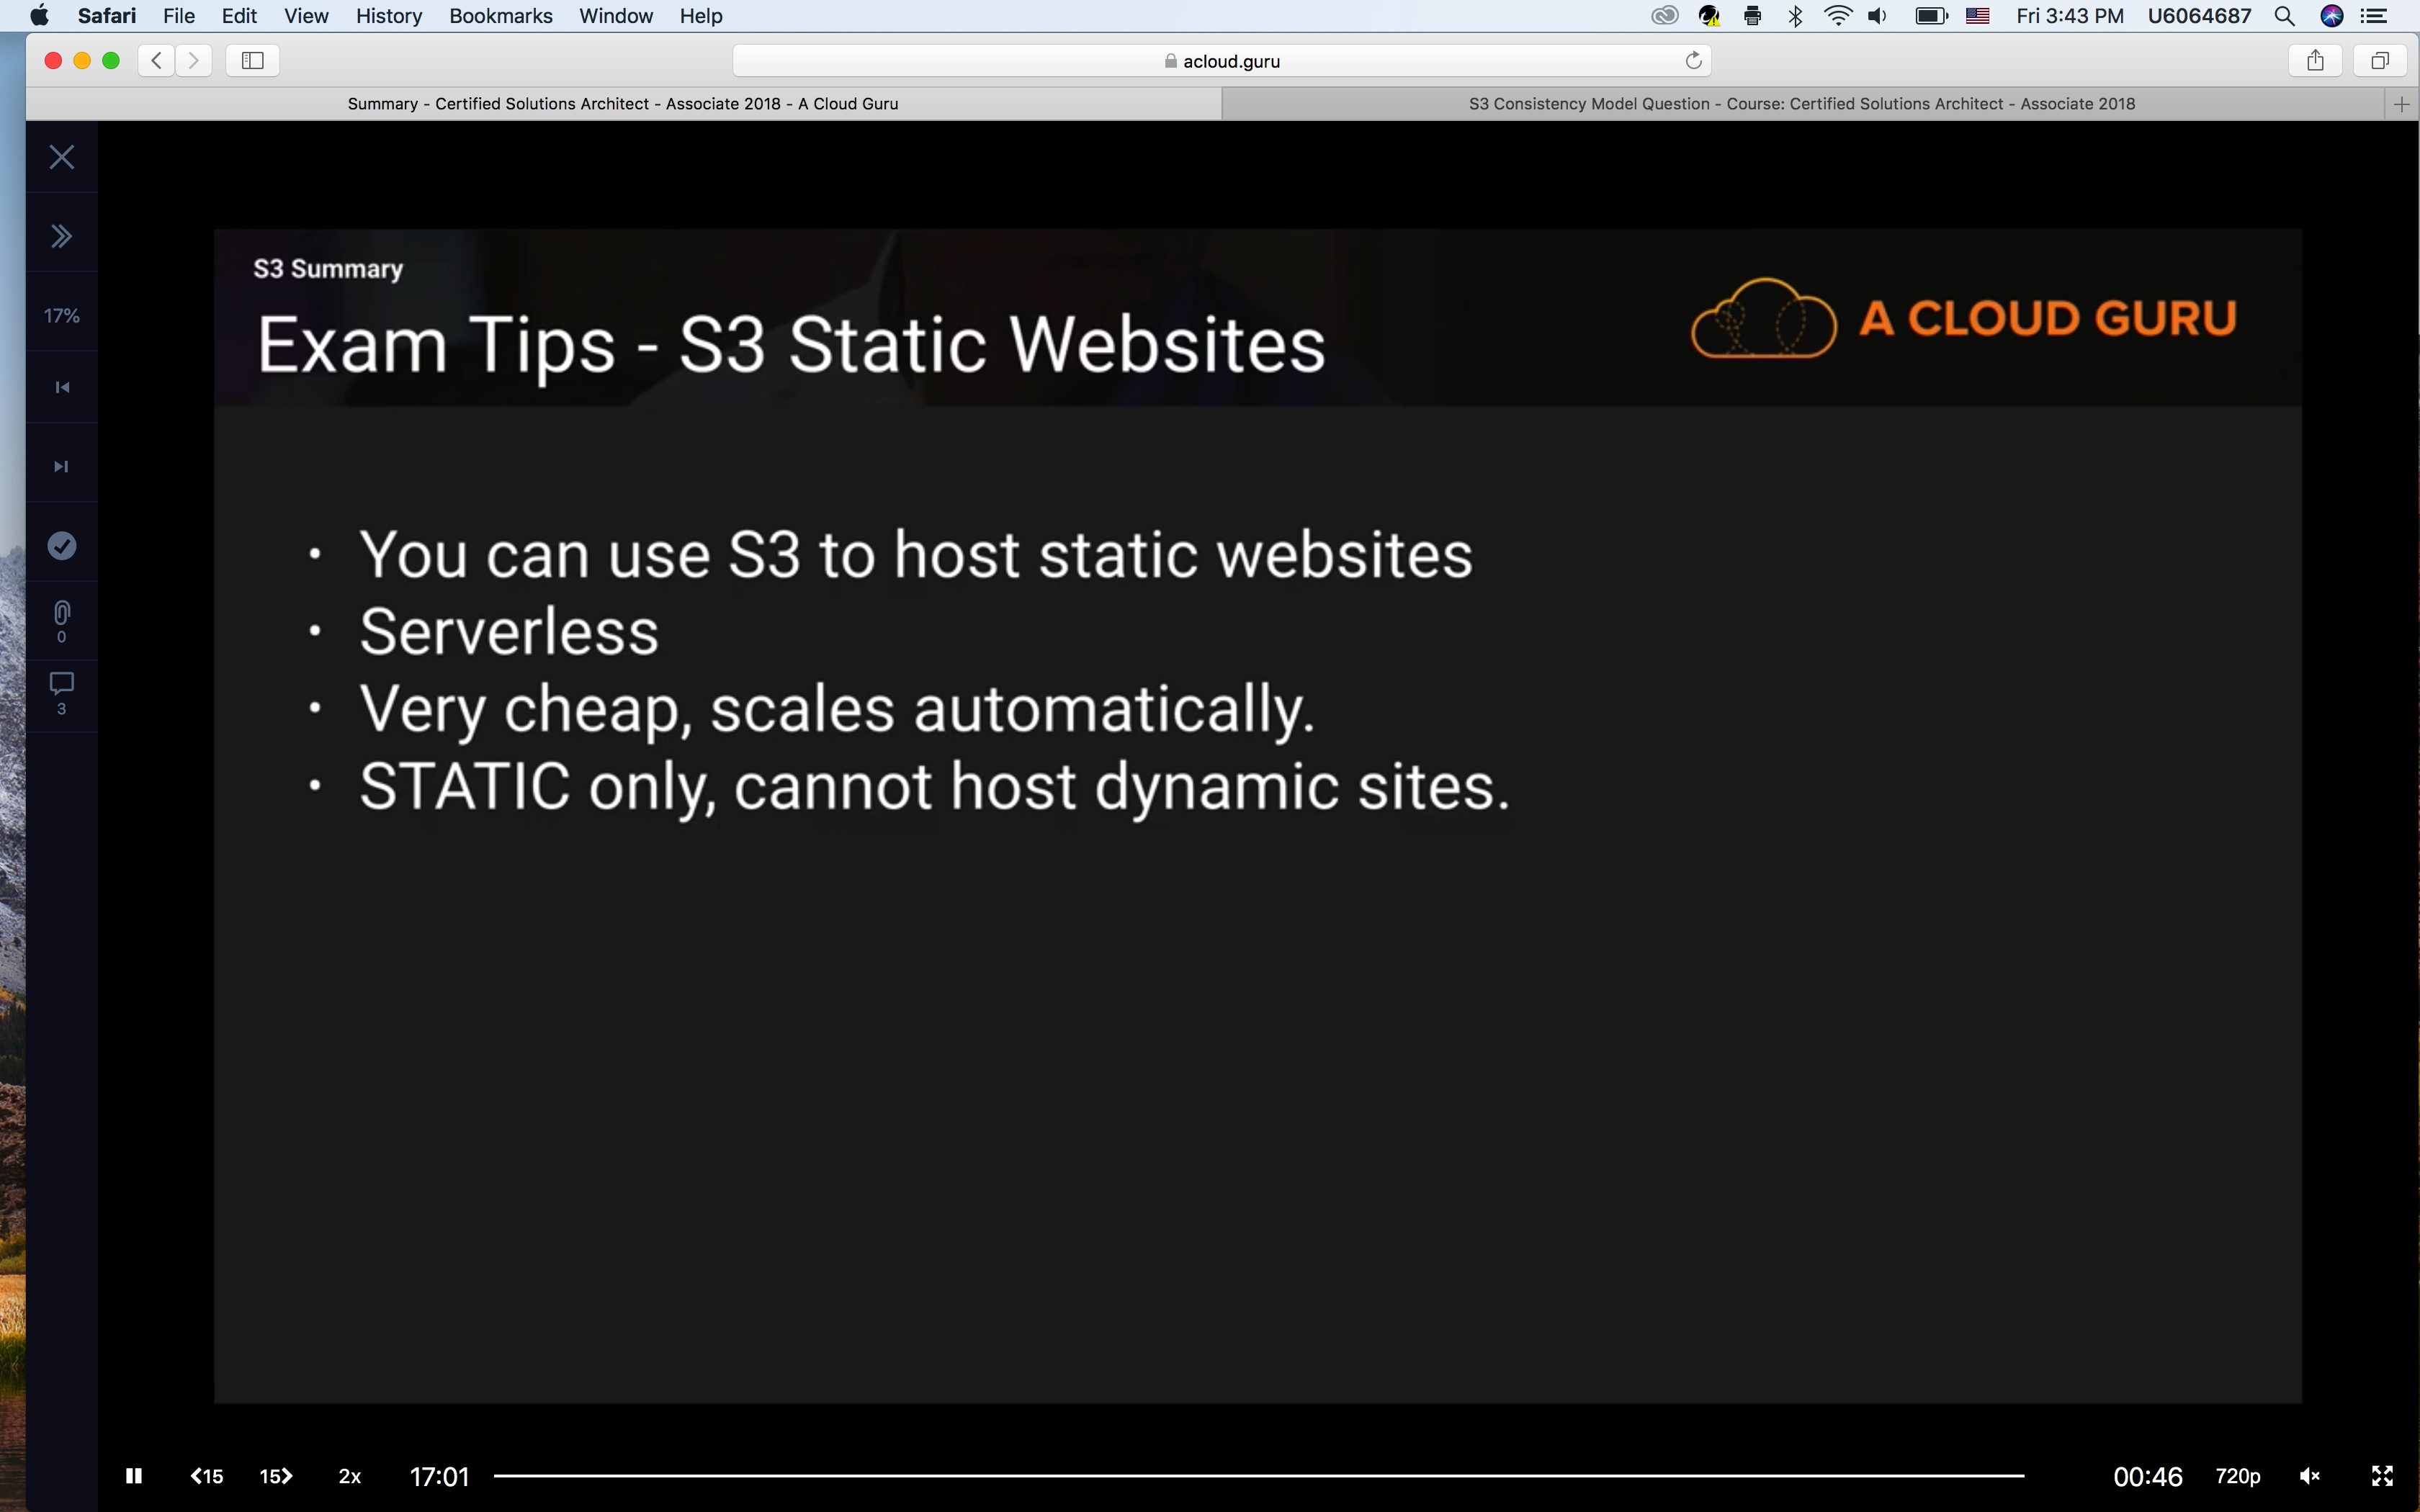 Safari File Edit View History Bookmarks Window Help Fri 3:43 PM U6064687
acloud.guru
Summary - Certified Solutions Architect - Associate 2018 - A Cloud Guru
S3 Consistency Model Question - Course: Certified Solutions Architect - Associate 2018
17%
0
3
S3 Summary
Exam Tips - S3 Static Websites
A CLOUD GURU
• You can use S3 to host static websites
• Serverless
• Very cheap, scales automatically.
• STATIC only, cannot host dynamic sites.
15 15 2x 17:01 00:46 720p